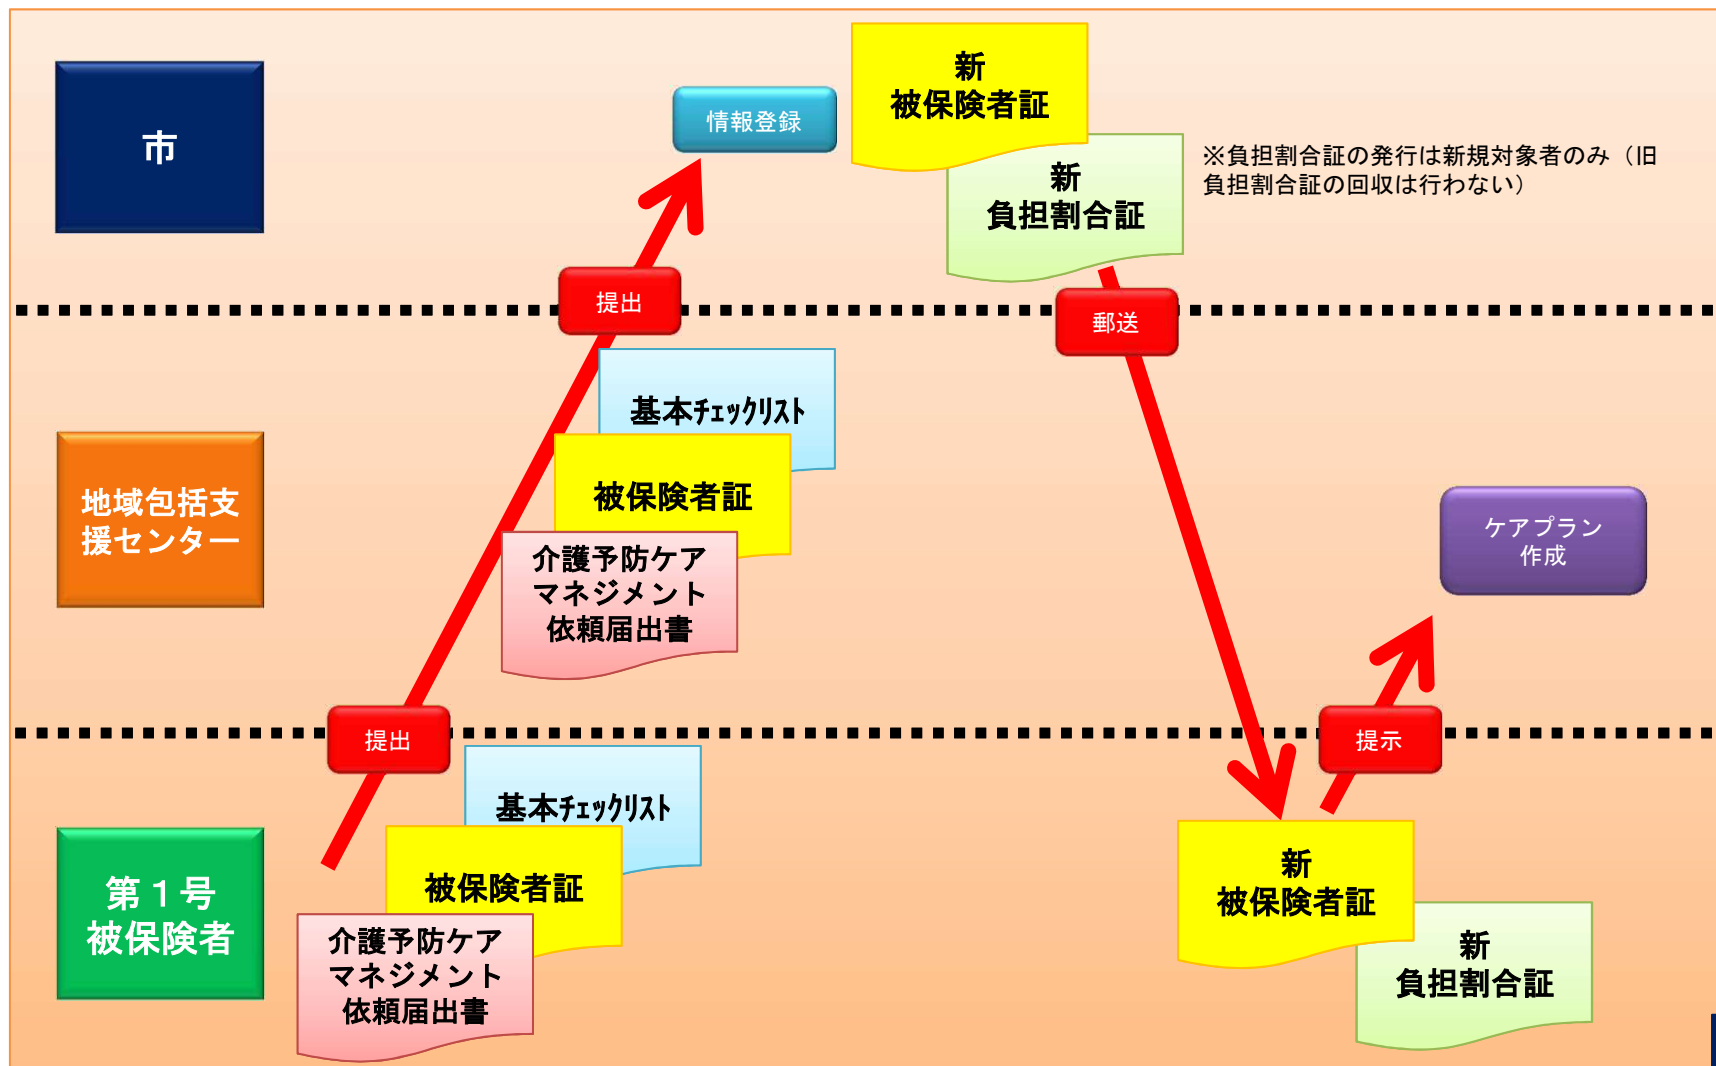 市
情報登録
新
被保険者証
新
負担割合証
※負担割合証の発行は新規対象者のみ（旧
負担割合証の回収は行わない）
提出
郵送
地域包括支
援センター
基本ﾁｪｯｸﾘｽﾄ
被保険者証
介護予防ケア
マネジメント
依頼届出書
ケアプラン
作成
提出
提示
第１号
被保険者
基本ﾁｪｯｸﾘｽﾄ
被保険者証
介護予防ケア
マネジメント
依頼届出書
新
被保険者証
新
負担割合証